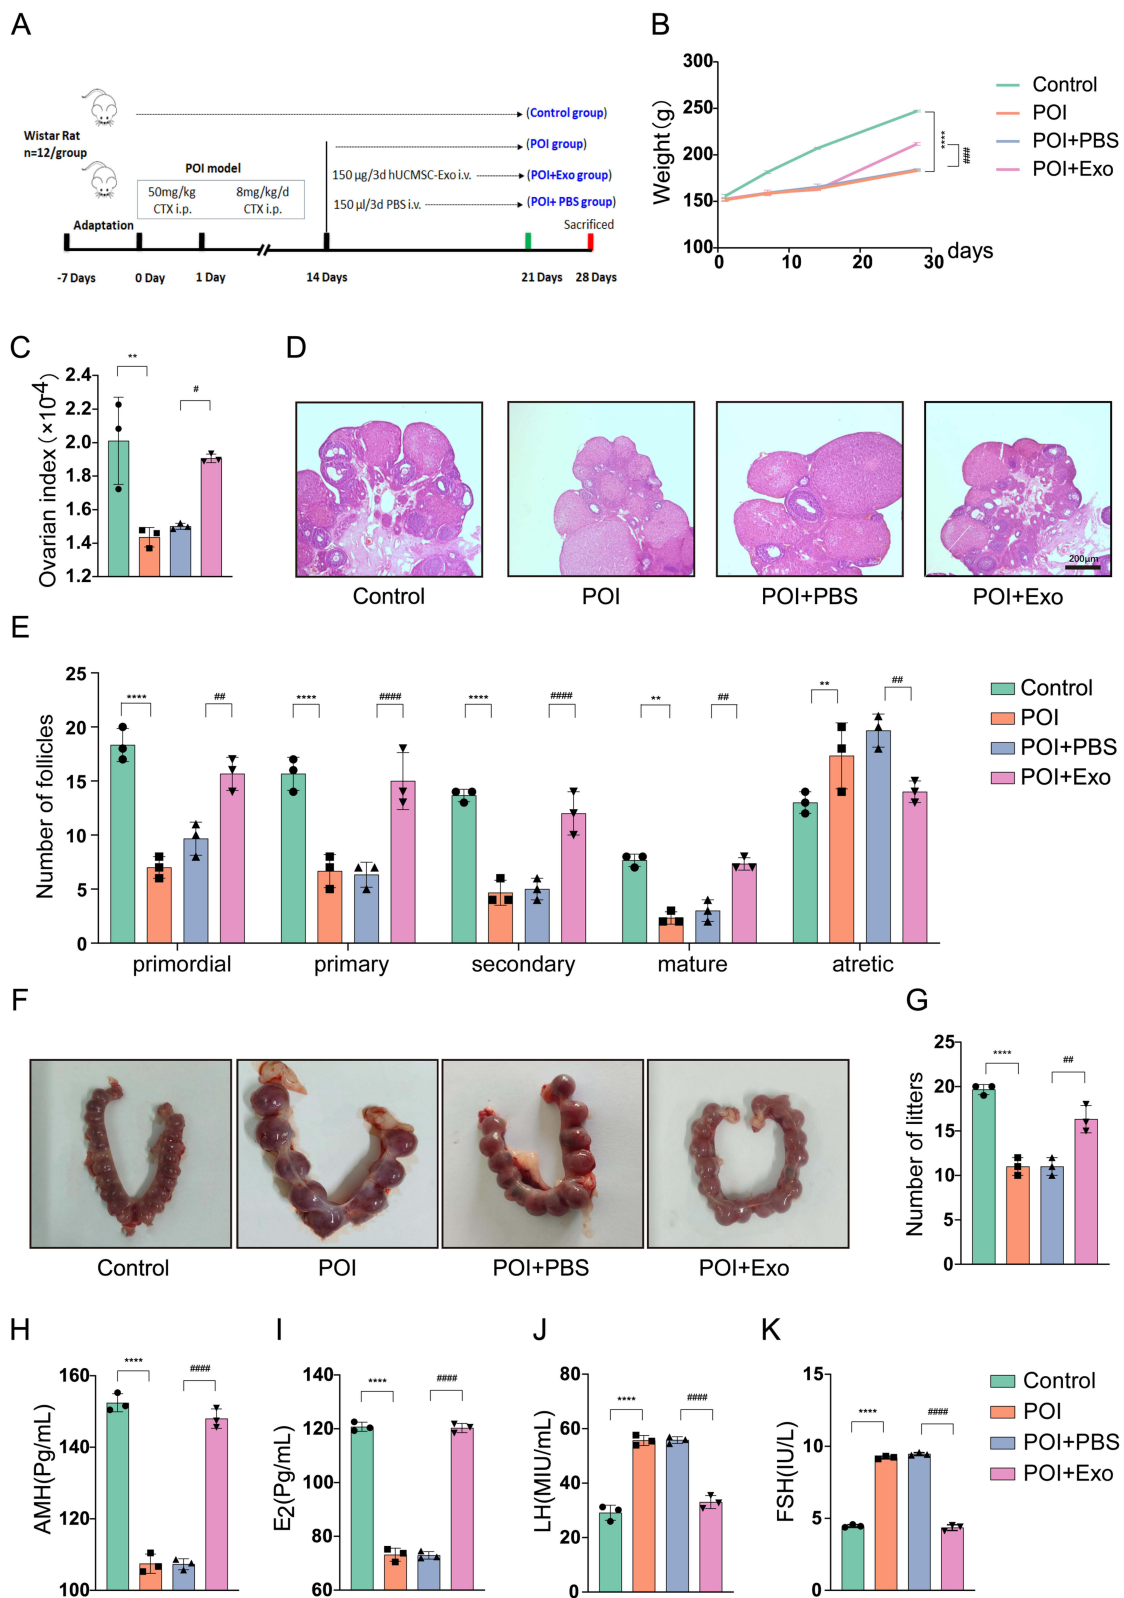 A
Wistar Rat
n=12/group
(Control group)
(POI group)
POI model
50mg/kg
CTX i.p.
8mg/kg/d
CTX i.p.
150 µg/3d hUCMSC-Exo i.v.
(POI+Exo group)
150 µl/3d PBS i.v.
(POI+ PBS group)
Adaptation
Sacrificed
-7 Days
0 Day
1 Day
14 Days
21 Days
28 Days
B
Weight(g)
300
250
200
150
100
0
10
20
30
days
****
###
Control
POI
POI+PBS
POI+Exo
C
Ovarian index(×10-4)
2.4
2.2
2.0
1.8
1.6
1.4
1.2
**
#
D
200µm
Control
POI
POI+PBS
POI+Exo
E
Number of follicles
25
20
15
10
5
0
****
##
****
####
****
####
**
##
**
##
primordial
primary
secondary
mature
atretic
Control
POI
POI+PBS
POI+Exo
F
Control
POI
POI+PBS
POI+Exo
G
Number of litters
25
20
15
10
5
0
****
##
H
AMH(Pg/mL)
160
140
120
100
****
####
I
E2(Pg/mL)
140
120
100
80
60
****
####
J
LH(MIU/mL)
80
60
40
20
0
****
####
K
FSH(IU/L)
15
10
5
0
****
####
Control
POI
POI+PBS
POI+Exo